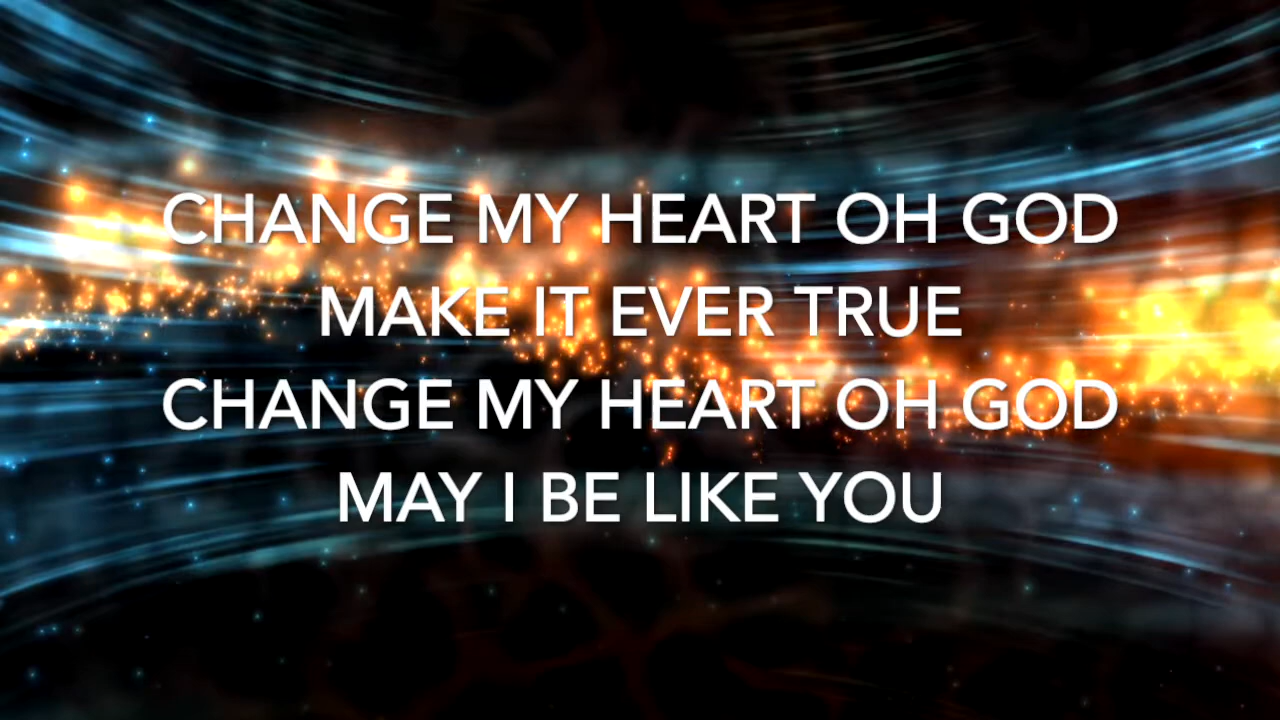 CHANGE MY HEART OH GOD
MAKE IT EVER TRUE
CHANGE MY HEART OH GOD
MAY I BE LIKE YOU